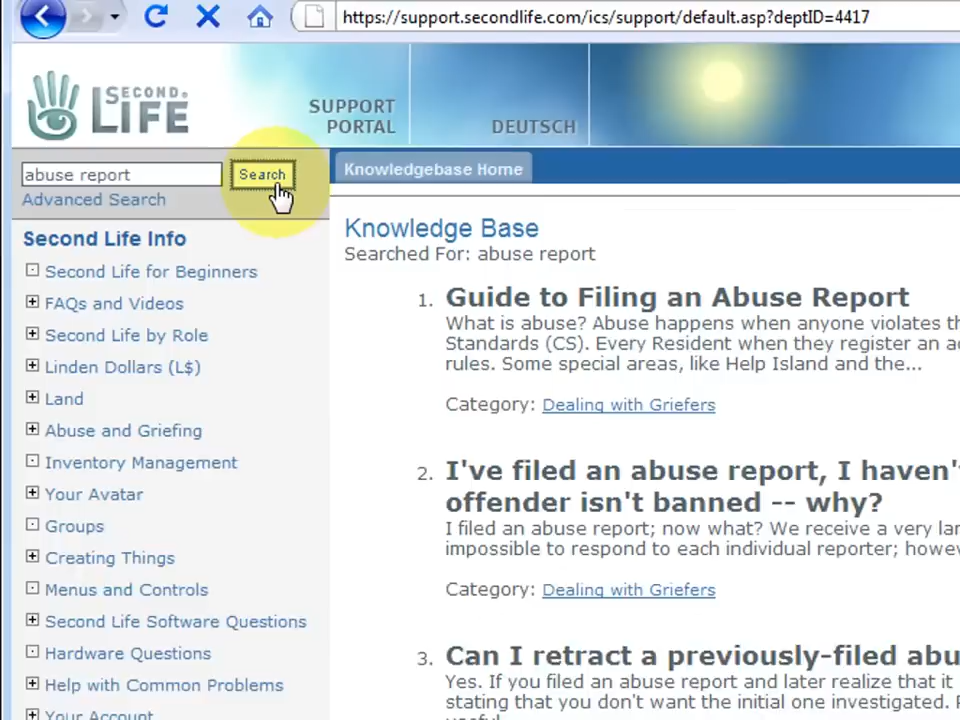 https://support.secondlife.com/ics/support/default.asp?deptID=4417
SECOND
LIFE
SUPPORT
PORTAL
DEUTSCH
abuse report
Search
Knowledgebase Home
Advanced Search
Second Life Info
Second Life for Beginners
FAQs and Videos
Second Life by Role
Linden Dollars (L$)
Land
Abuse and Griefing
Inventory Management
Your Avatar
Groups
Creating Things
Menus and Controls
Second Life Software Questions
Hardware Questions
Help with Common Problems
Your Account
Knowledge Base
Searched For: abuse report
1. Guide to Filing an Abuse Report
What is abuse? Abuse happens when anyone violates
Standards (CS). Every Resident when they register an
rules. Some special areas, like Help Island and the...
Category: Dealing with Griefers
2. I've filed an abuse report, I haven't
offender isn't banned -- why?
I filed an abuse report; now what? We receive a very
impossible to respond to each individual reporter;
Category: Dealing with Griefers
3. Can I retract a previously-filed
Yes. If you filed an abuse report and later realize that it
stating that you don't want the initial one investigated.